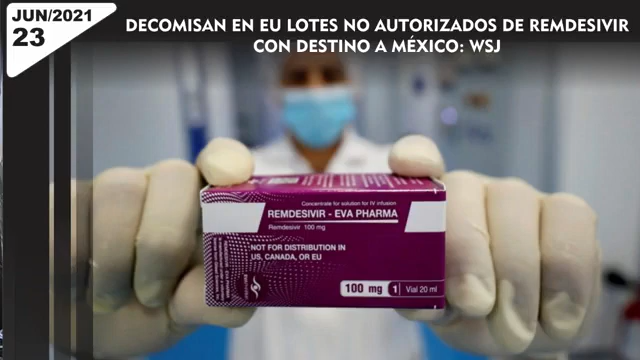 JUN/2021
23
DECOMISAN EN EU LOTES NO AUTORIZADOS DE REMDESIVIR
CON DESTINO A MÉXICO: WSJ
Concentrate for solution for IV infusion
REMDESIVIR - EVA PHARMA
Remdesivir 100 mg
NOT FOR DISTRIBUTION IN
US, CANADA, OR EU
100 mg 1 Vial 20 ml